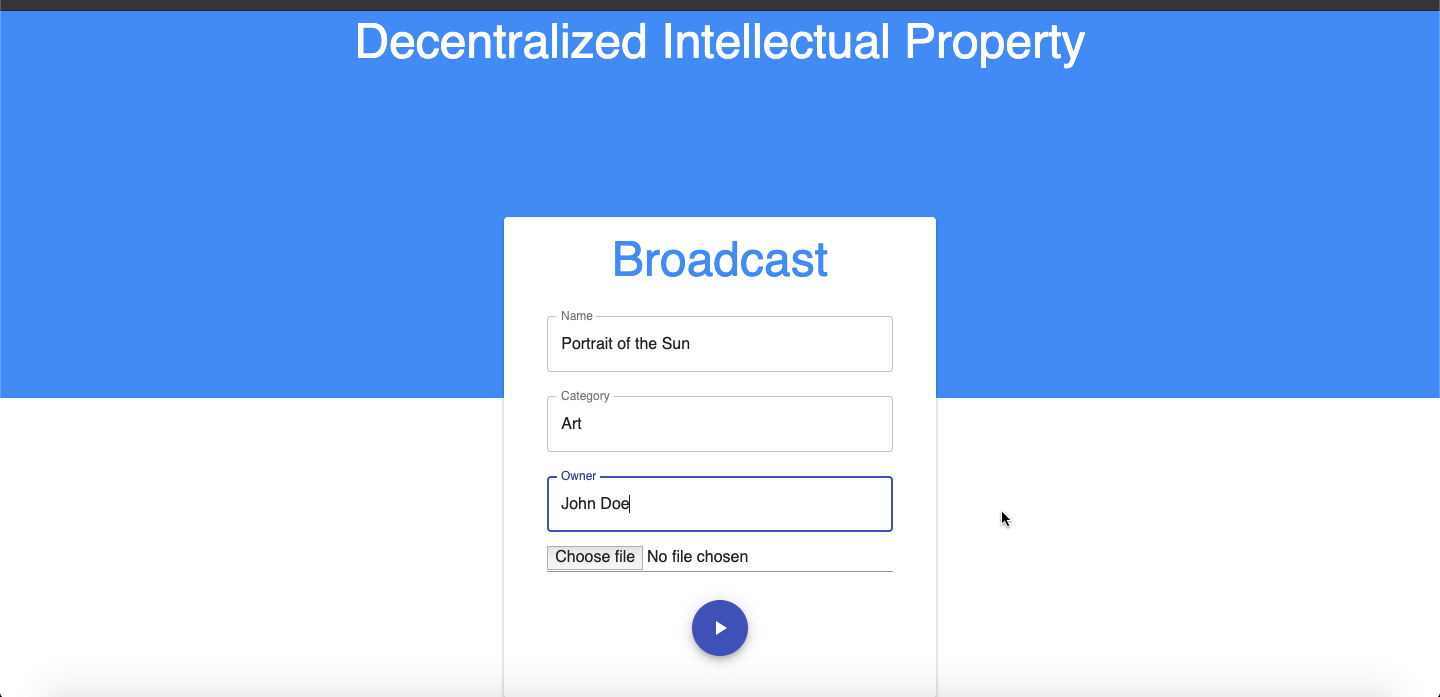 Decentralized Intellectual Property
Broadcast
Name
Portrait of the Sun
Category
Art
Owner
John Doe
Choose file No file chosen